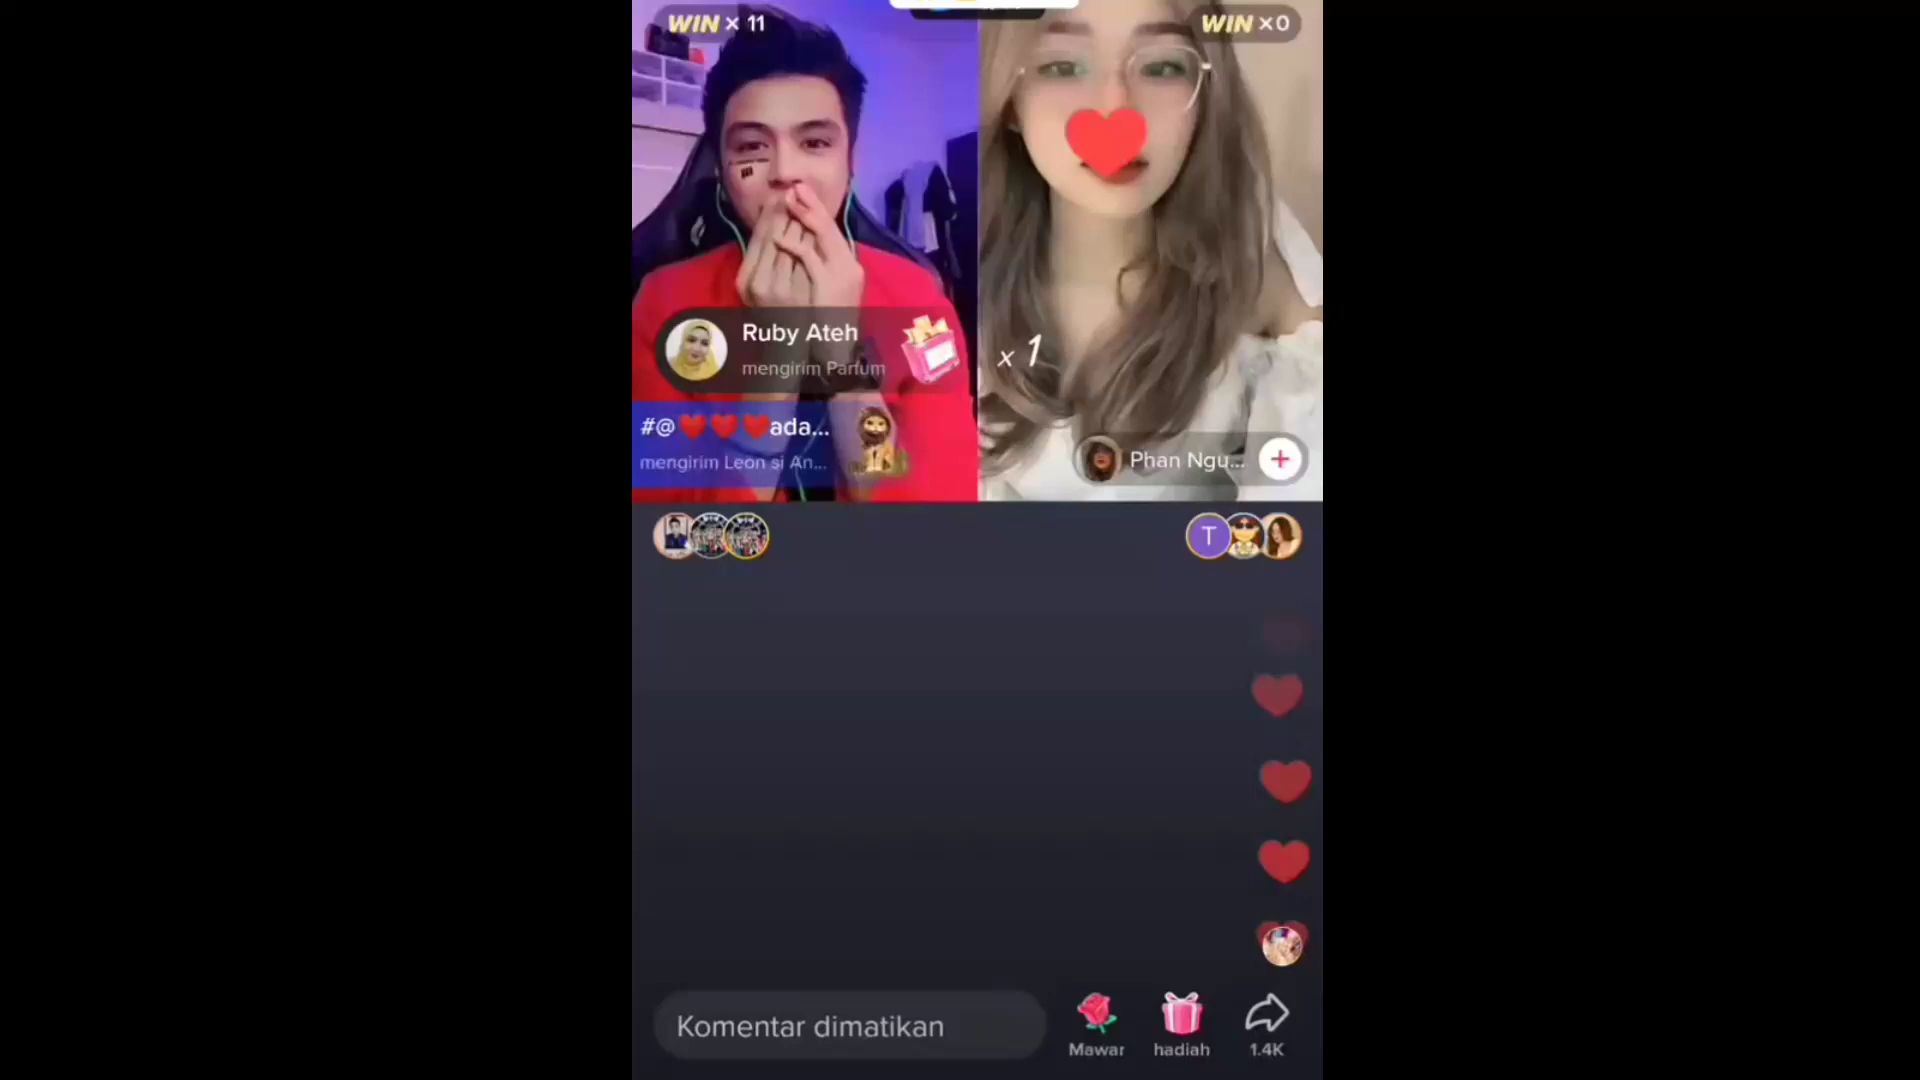 WIN × 11
WIN ×0
Ruby Ateh
mengirim Parfum
x 1
#@❤️❤️❤️ada...
mengirim Leon si An...
Phan Ngu...
T
Komentar dimatikan
Mawar
hadiah
1.4K